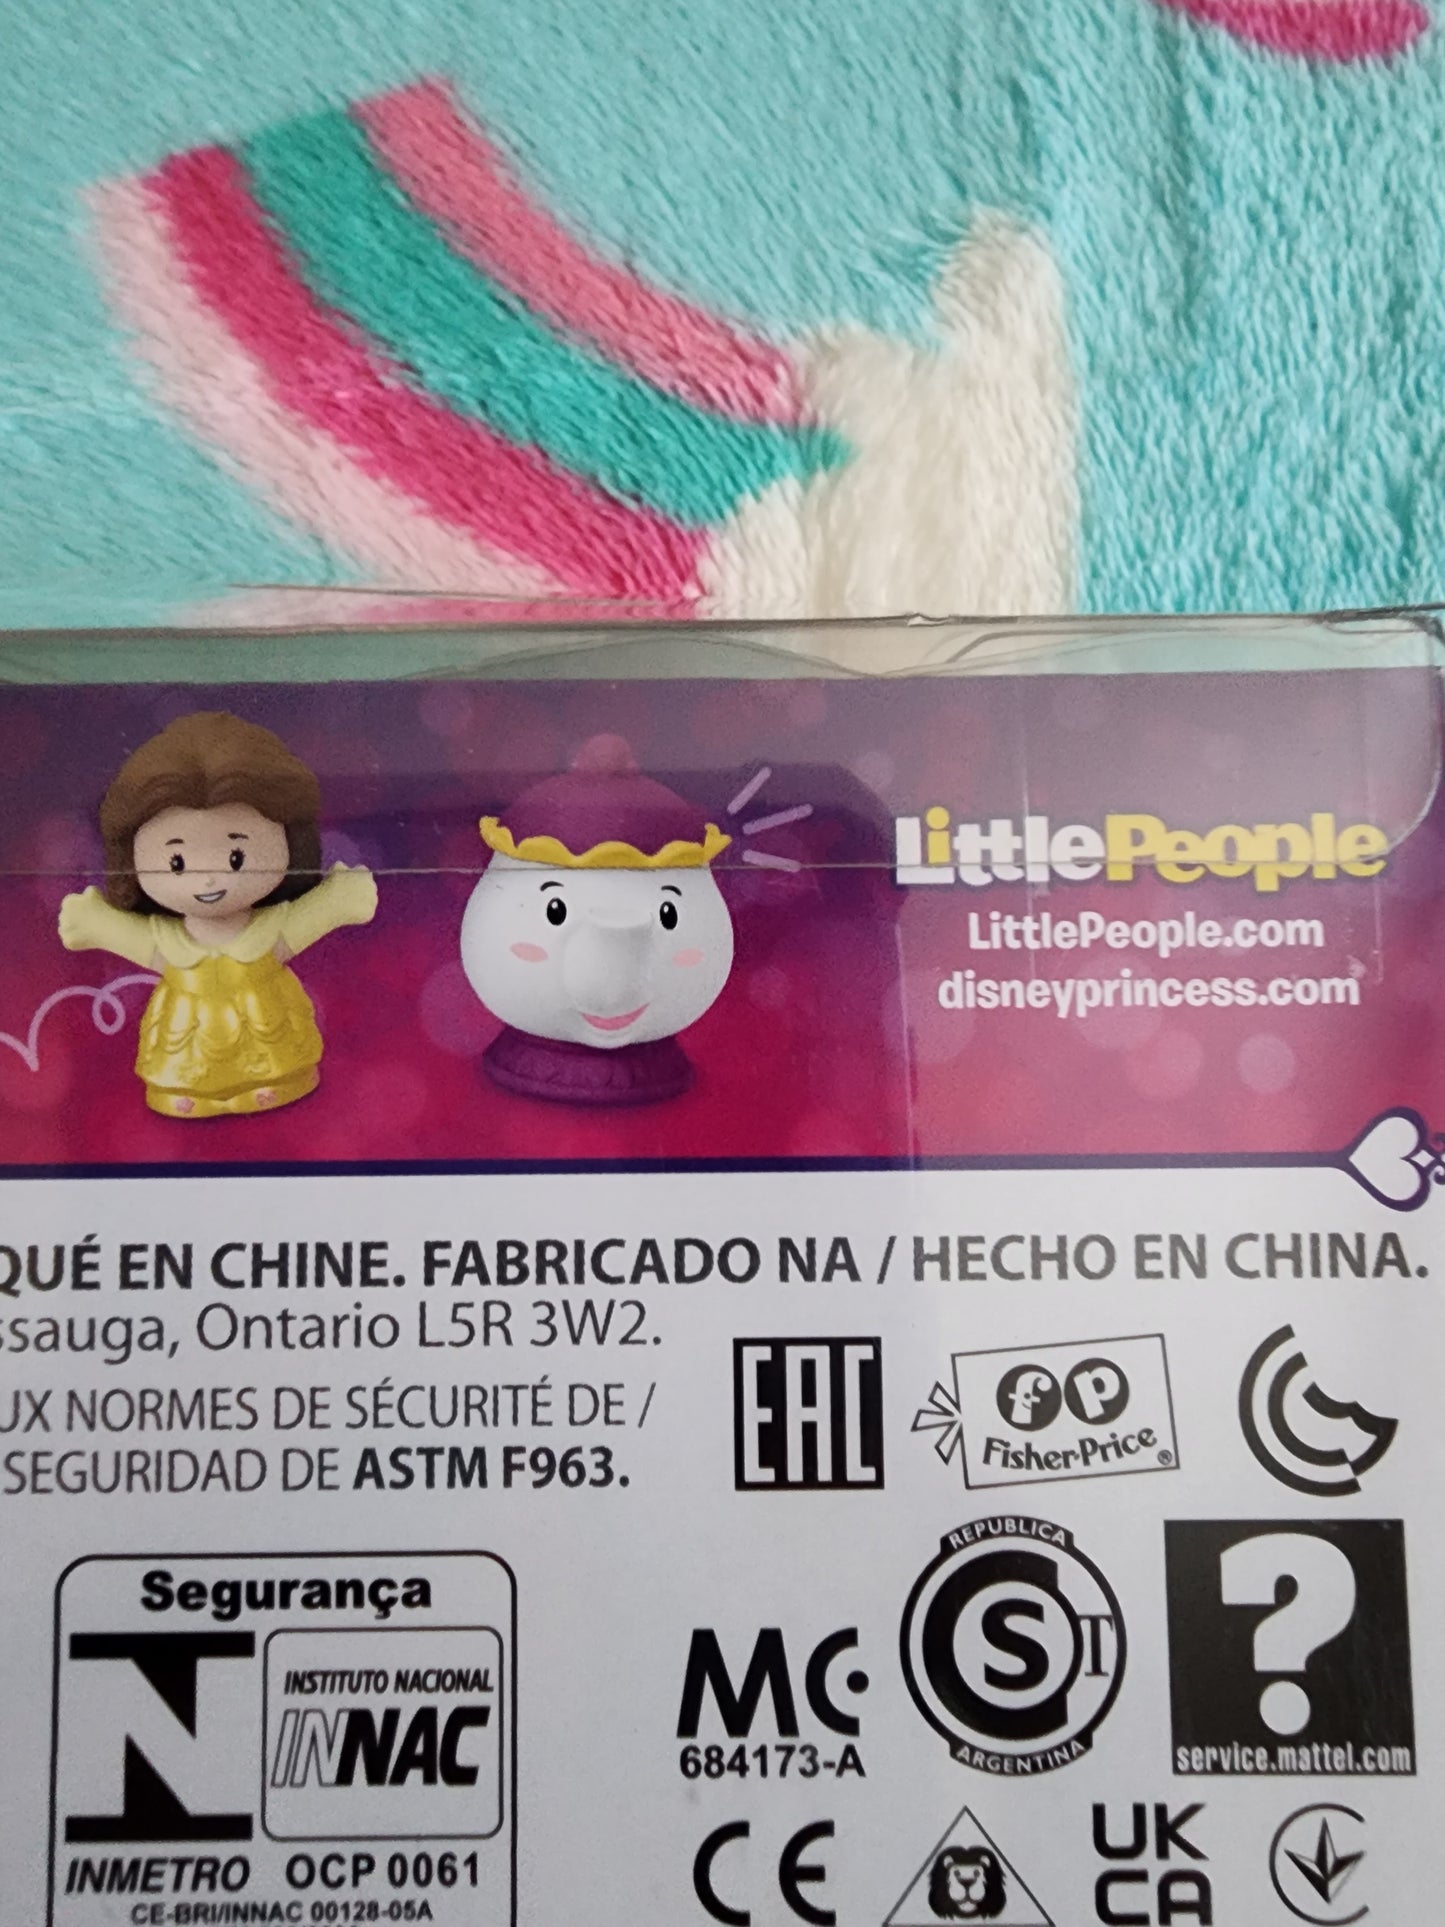 LittlePeople
LittlePeople.com
disneyprincess.com
QUÉ EN CHINE. FABRICADO NA / HECHO EN CHINA.
ssauga, Ontario L5R 3W2.
UX NORMES DE SÉCURITÉ DE /
SEGURIDAD DE ASTM F963.
EAC
fp
Fisher-Price®
Segurança
INSTITUTO NACIONAL
INNAC
INMETRO OCP 0061
CE-BRI/INNAC 00128-05A
MC
684173-A
REPUBLICA
S T
ARGENTINA
?
service.mattel.com
CE
UK
CA